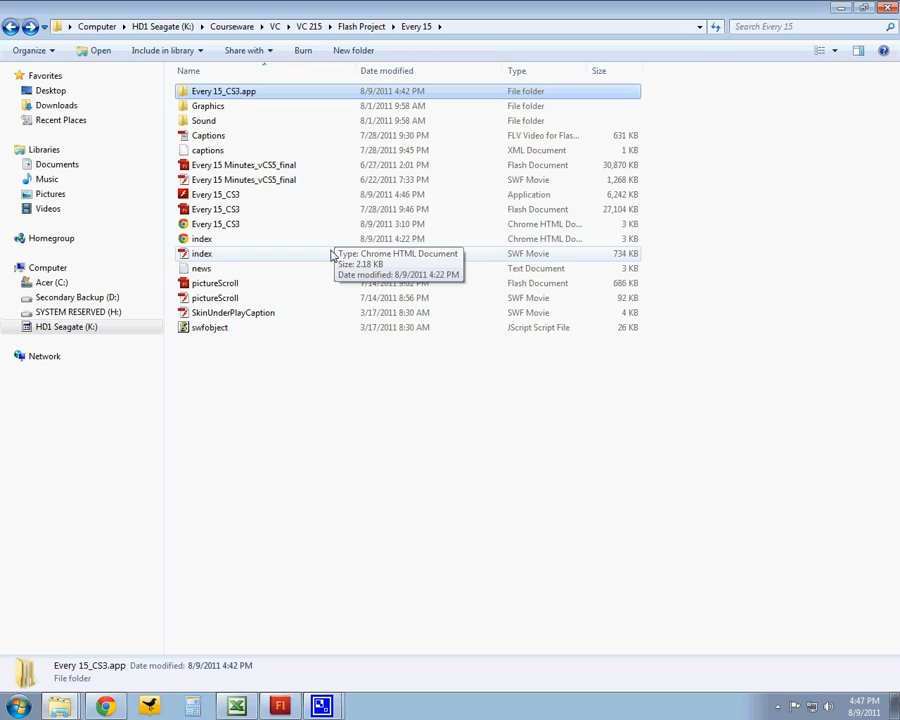 Computer ▸ HD1 Seagate (K:) ▸ Courseware ▸ VC ▸ VC 215 ▸ Flash Project ▸ Every 15 ▸
Search Every 15
Organize Open Include in library Share with Burn New folder
Name Date modified Type Size
Favorites
Desktop
Downloads
Recent Places
Libraries
Documents
Music
Pictures
Videos
Homegroup
Computer
Acer (C:)
Secondary Backup (D:)
SYSTEM RESERVED (H:)
HD1 Seagate (K:)
Network
Every 15_CS3.app 8/9/2011 4:42 PM File folder
Graphics 8/1/2011 9:58 AM File folder
Sound 8/1/2011 9:58 AM File folder
Captions 7/28/2011 9:30 PM FLV Video for Flas... 631 KB
captions 7/28/2011 9:45 PM XML Document 1 KB
Every 15 Minutes_vCS5_final 6/27/2011 2:01 PM Flash Document 30,870 KB
Every 15 Minutes_vCS5_final 6/22/2011 7:33 PM SWF Movie 1,268 KB
Every 15_CS3 8/9/2011 4:46 PM Application 6,242 KB
Every 15_CS3 7/28/2011 9:46 PM Flash Document 27,104 KB
Every 15_CS3 8/9/2011 3:10 PM Chrome HTML Do... 3 KB
index 8/9/2011 4:22 PM Chrome HTML Do... 3 KB
index SWF Movie 734 KB
Type: Chrome HTML Document
Size: 2.18 KB
Date modified: 8/9/2011 4:22 PM
news Text Document 3 KB
pictureScroll 7/14/2011 9:02 PM Flash Document 686 KB
pictureScroll 7/14/2011 8:56 PM SWF Movie 92 KB
SkinUnderPlayCaption 3/17/2011 8:30 AM SWF Movie 4 KB
swfobject 3/17/2011 8:30 AM JScript Script File 26 KB
Every 15_CS3.app Date modified: 8/9/2011 4:42 PM
File folder
4:47 PM
8/9/2011